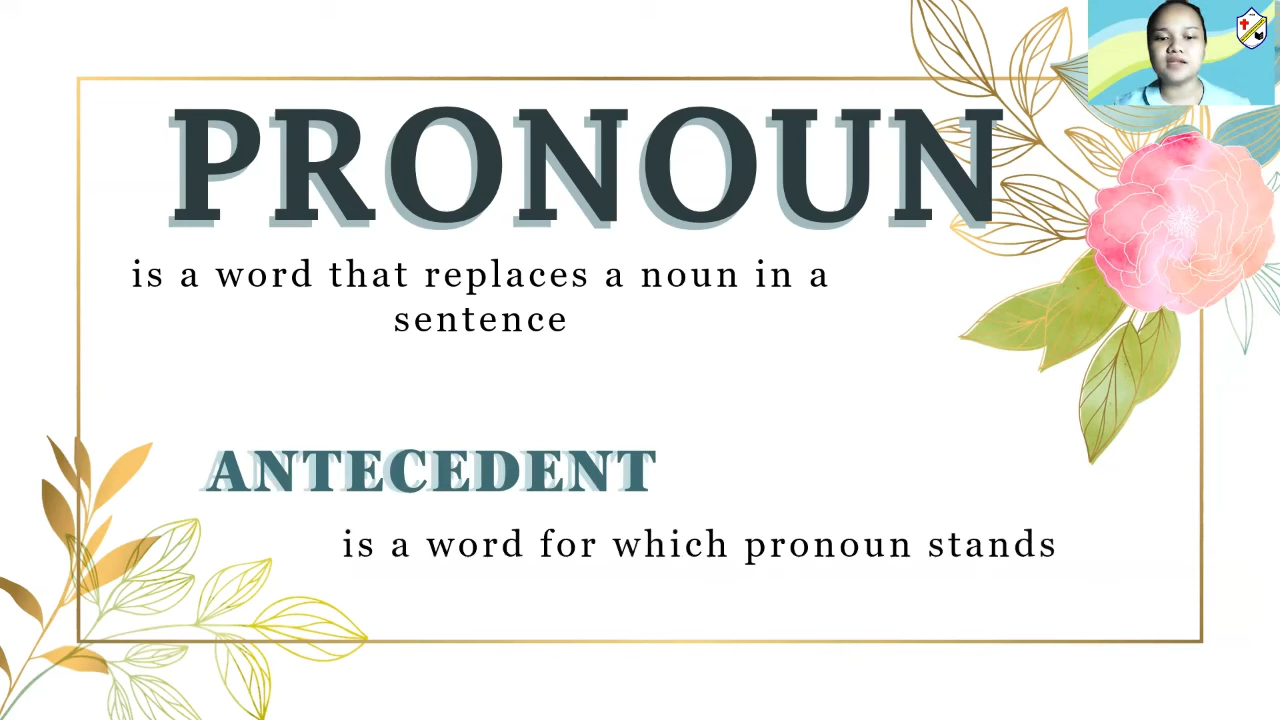 PRONOUN
is a word that replaces a noun in a
sentence
ANTECEDENT
is a word for which pronoun stands